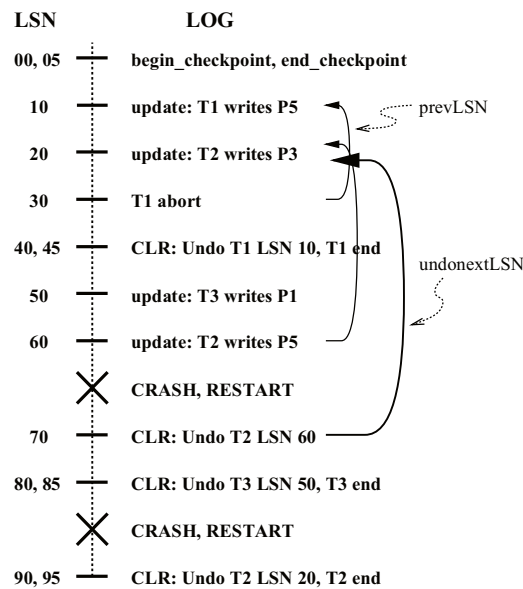 LSN LOG
00, 05 begin_checkpoint, end_checkpoint
10 update: T1 writes P5
prevLSN
20 update: T2 writes P3
30 T1 abort
40, 45 CLR: Undo T1 LSN 10, T1 end
undonextLSN
50 update: T3 writes P1
60 update: T2 writes P5
CRASH, RESTART
70 CLR: Undo T2 LSN 60
80, 85 CLR: Undo T3 LSN 50, T3 end
CRASH, RESTART
90, 95 CLR: Undo T2 LSN 20, T2 end